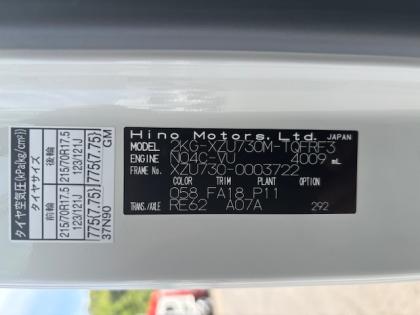 Hino Motors, Ltd. JAPAN
MODEL 2KG-XZU730M-TQFRF3
ENGINE N04C-VU 4009 mL
FRAME XZU730-0003722
COLOR TRIM PLANT
058 FA18 P11
TRANS./AXLE RE62 A07A 292
タイヤ空気圧(kPa{kg/cm²})
タイヤサイズ
前輪 後輪
215/70R17.5 215/70R17.5
123/121J 123/121J
775{7.75} 775{7.75}
37N90 GM